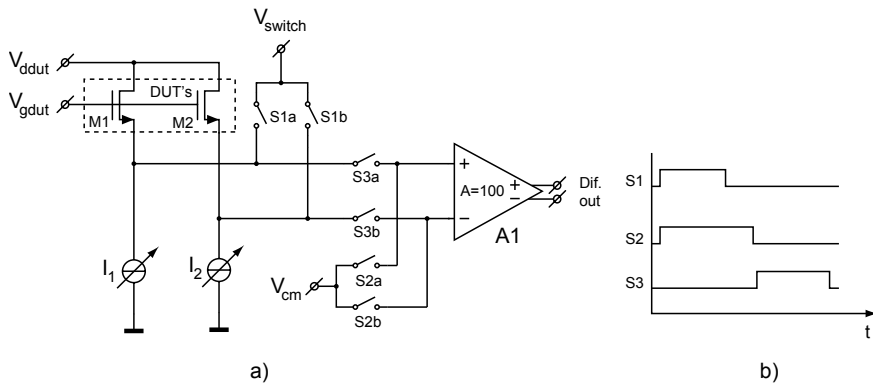 Vswitch
Vddut
Vgdut
DUT's
M1
M2
S1a
S1b
S3a
S3b
+
−
A=100
+
−
A1
Dif.
out
I1
I2
Vcm
S2a
S2b
a)
S1
S2
S3
t
b)